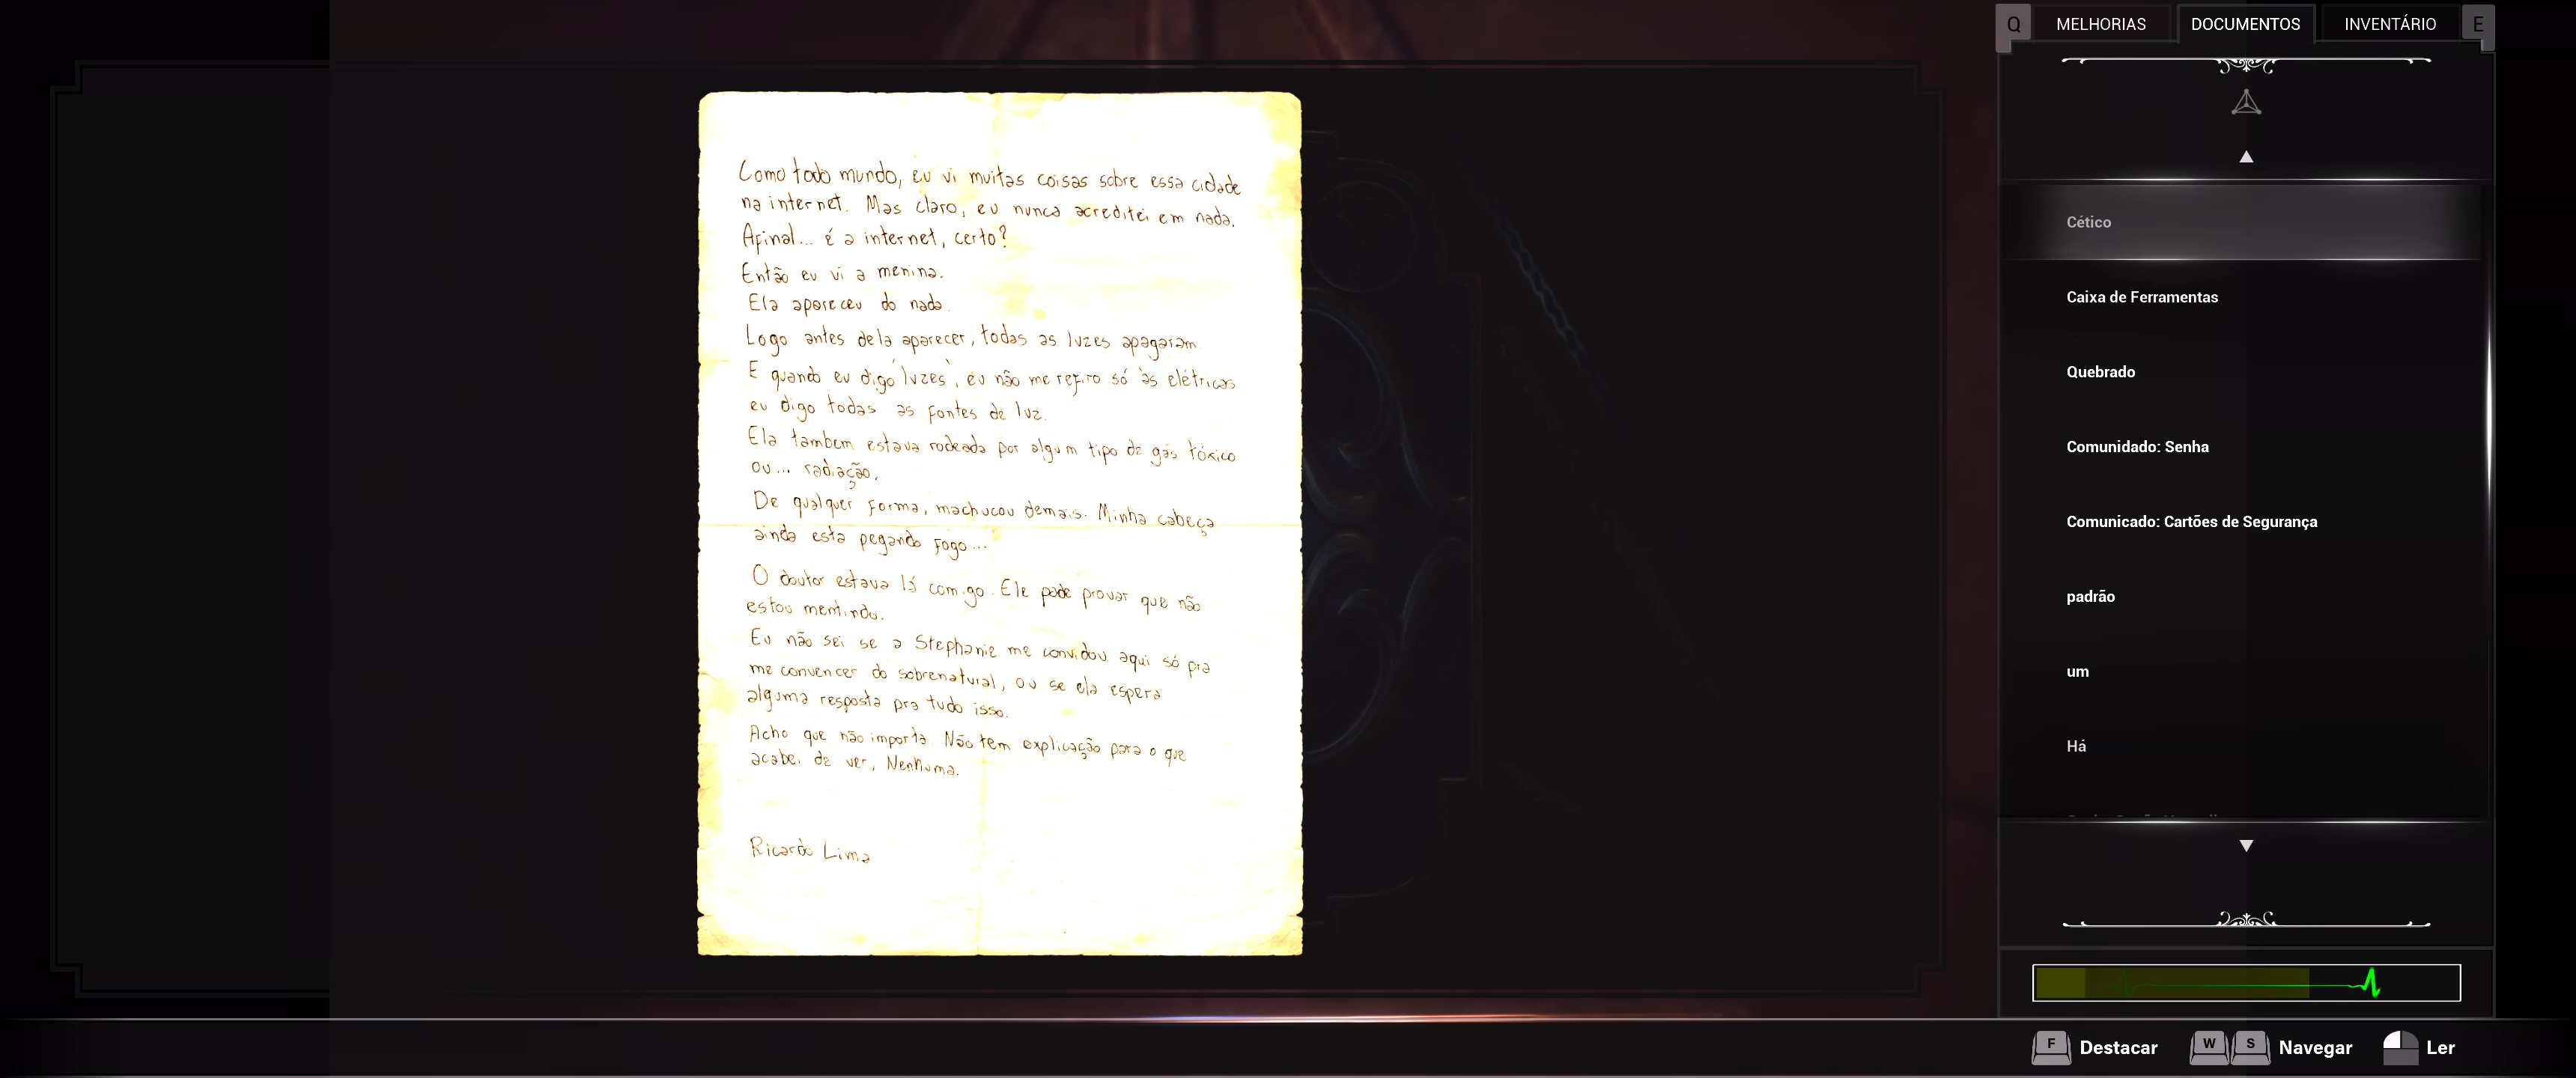 Q
MELHORIAS
DOCUMENTOS
INVENTÁRIO
E
Como todo mundo, eu vi muitas coisas sobre essa cidade
na internet. Mas claro, eu nunca acreditei em nada.
Afinal... é a internet, certo?
Então eu vi a menina.
Ela apareceu do nada.
Logo antes dela aparecer, todas as luzes apagaram
E quando eu digo 'luzes', eu não me refiro só às elétricas
eu digo todas as fontes de luz.
Ela tambem estava rodeada por algum tipo de gás tóxico
ou... radiação.
De qualquer forma, machucou demais. Minha cabeça
ainda esta pegando fogo...
O doutor estava lá comigo. Ele pode provar que não
estou mentindo.
Eu não sei se a Stephanie me convidou aqui só pra
me convencer do sobrenatural, ou se ela espera
alguma resposta pra tudo isso.
Acho que não importa Não tem explicação para o que
acabei de ver. Nenhuma.
Ricardo Lima
Cético
Caixa de Ferramentas
Quebrado
Comunidado: Senha
Comunicado: Cartões de Segurança
padrão
um
Há
F Destacar
W S Navegar
Ler